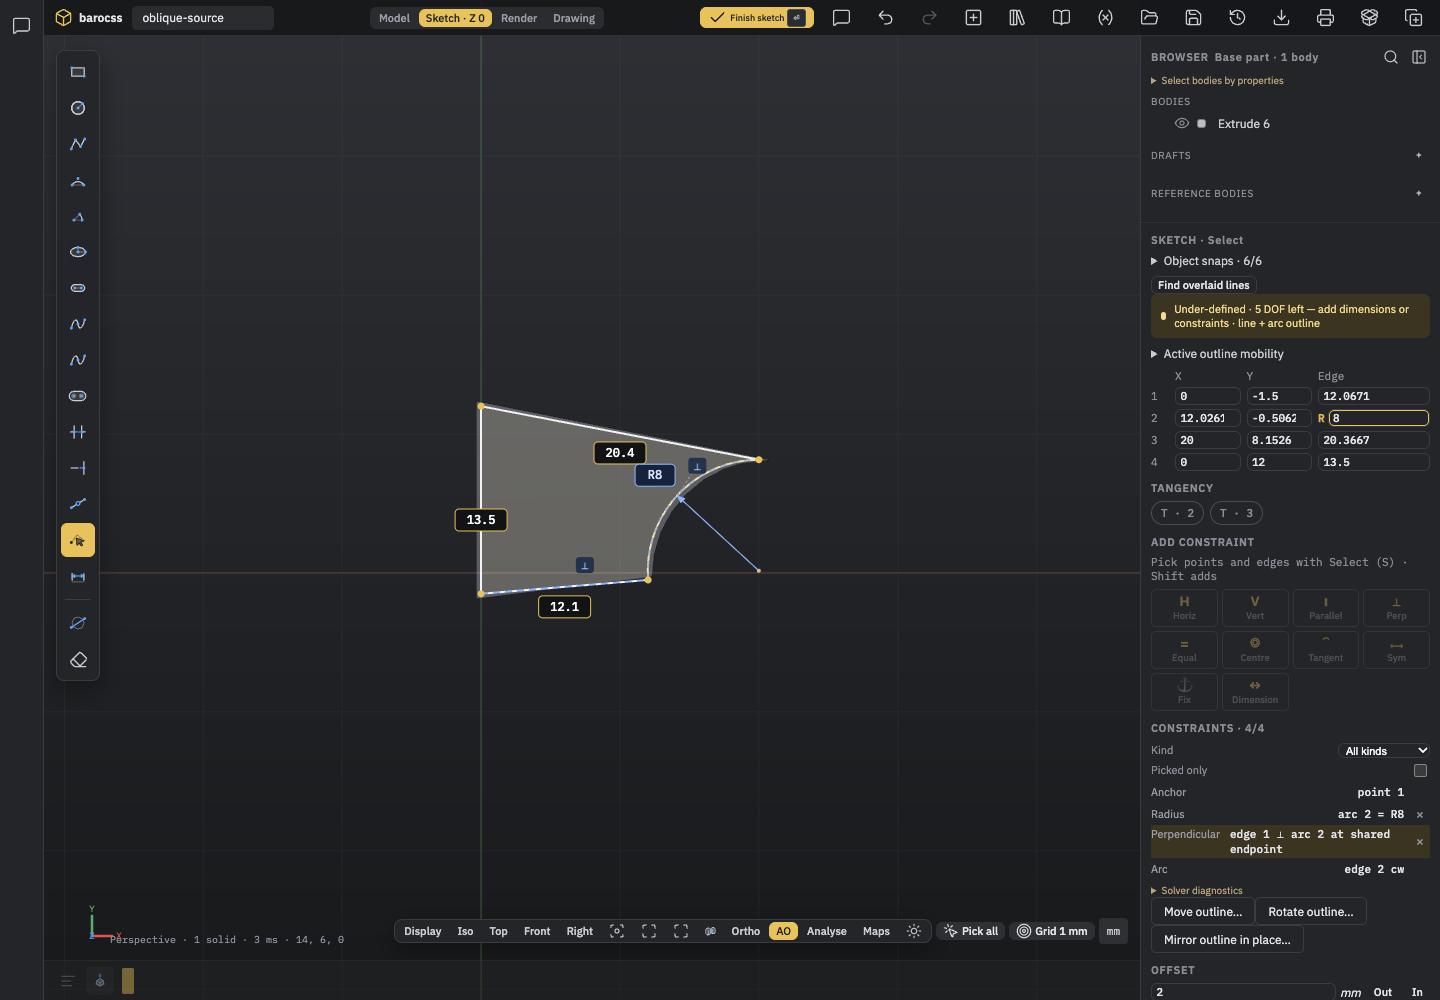 barocss
oblique-source
Model
Sketch · Z 0
Render
Drawing
Finish sketch
BROWSER Base part · 1 body
Select bodies by properties
BODIES
Extrude 6
DRAFTS
+
REFERENCE BODIES
+
SKETCH · Select
Object snaps · 6/6
Find overlaid lines
Under-defined · 5 DOF left — add dimensions or
constraints · line + arc outline
Active outline mobility
X Y Edge
1 0 -1.5 12.0671
2 12.0261 -0.5062 R 8
3 20 8.1526 20.3667
4 0 12 13.5
TANGENCY
T · 2 T · 3
ADD CONSTRAINT
Pick points and edges with Select (S) ·
Shift adds
H V ⊥
Horiz Vert Parallel Perp
Equal Centre Tangent Sym
Fix Dimension
CONSTRAINTS · 4/4
Kind All kinds
Picked only
Anchor point 1
Radius arc 2 = R8 ×
Perpendicular edge 1 ⊥ arc 2 at shared
endpoint ×
Arc edge 2 cw
Solver diagnostics
Move outline... Rotate outline...
Mirror outline in place...
OFFSET
2 mm Out In
20.4
R8
⊥
13.5
⊥
12.1
Y
Z X
Perspective · 1 solid · 3 ms · 14, 6, 0
Display Iso Top Front Right Ortho AO Analyse Maps Pick all Grid 1 mm mm